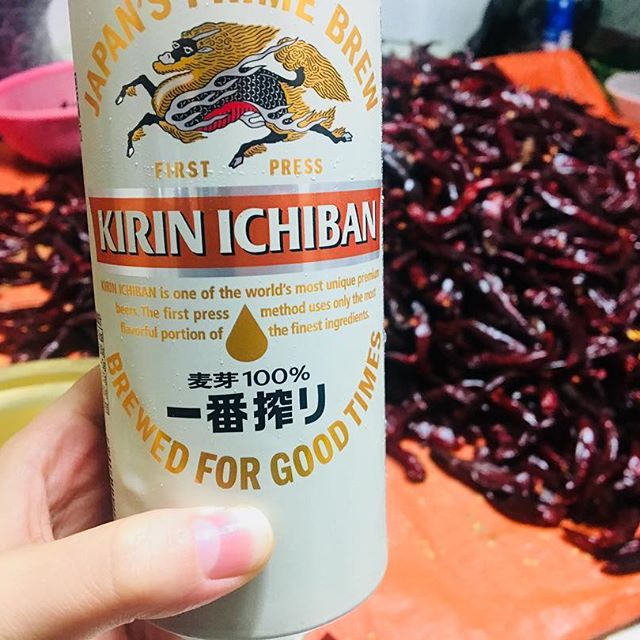 JAPAN'S PRIME BREW
FIRST PRESS
KIRIN ICHIBAN
KIRIN ICHIBAN is one of the world's most unique premium
beers. The first press method uses only the most
flavorful portion of the finest ingredients.
麦芽100%
一番搾り
BREWED FOR GOOD TIMES